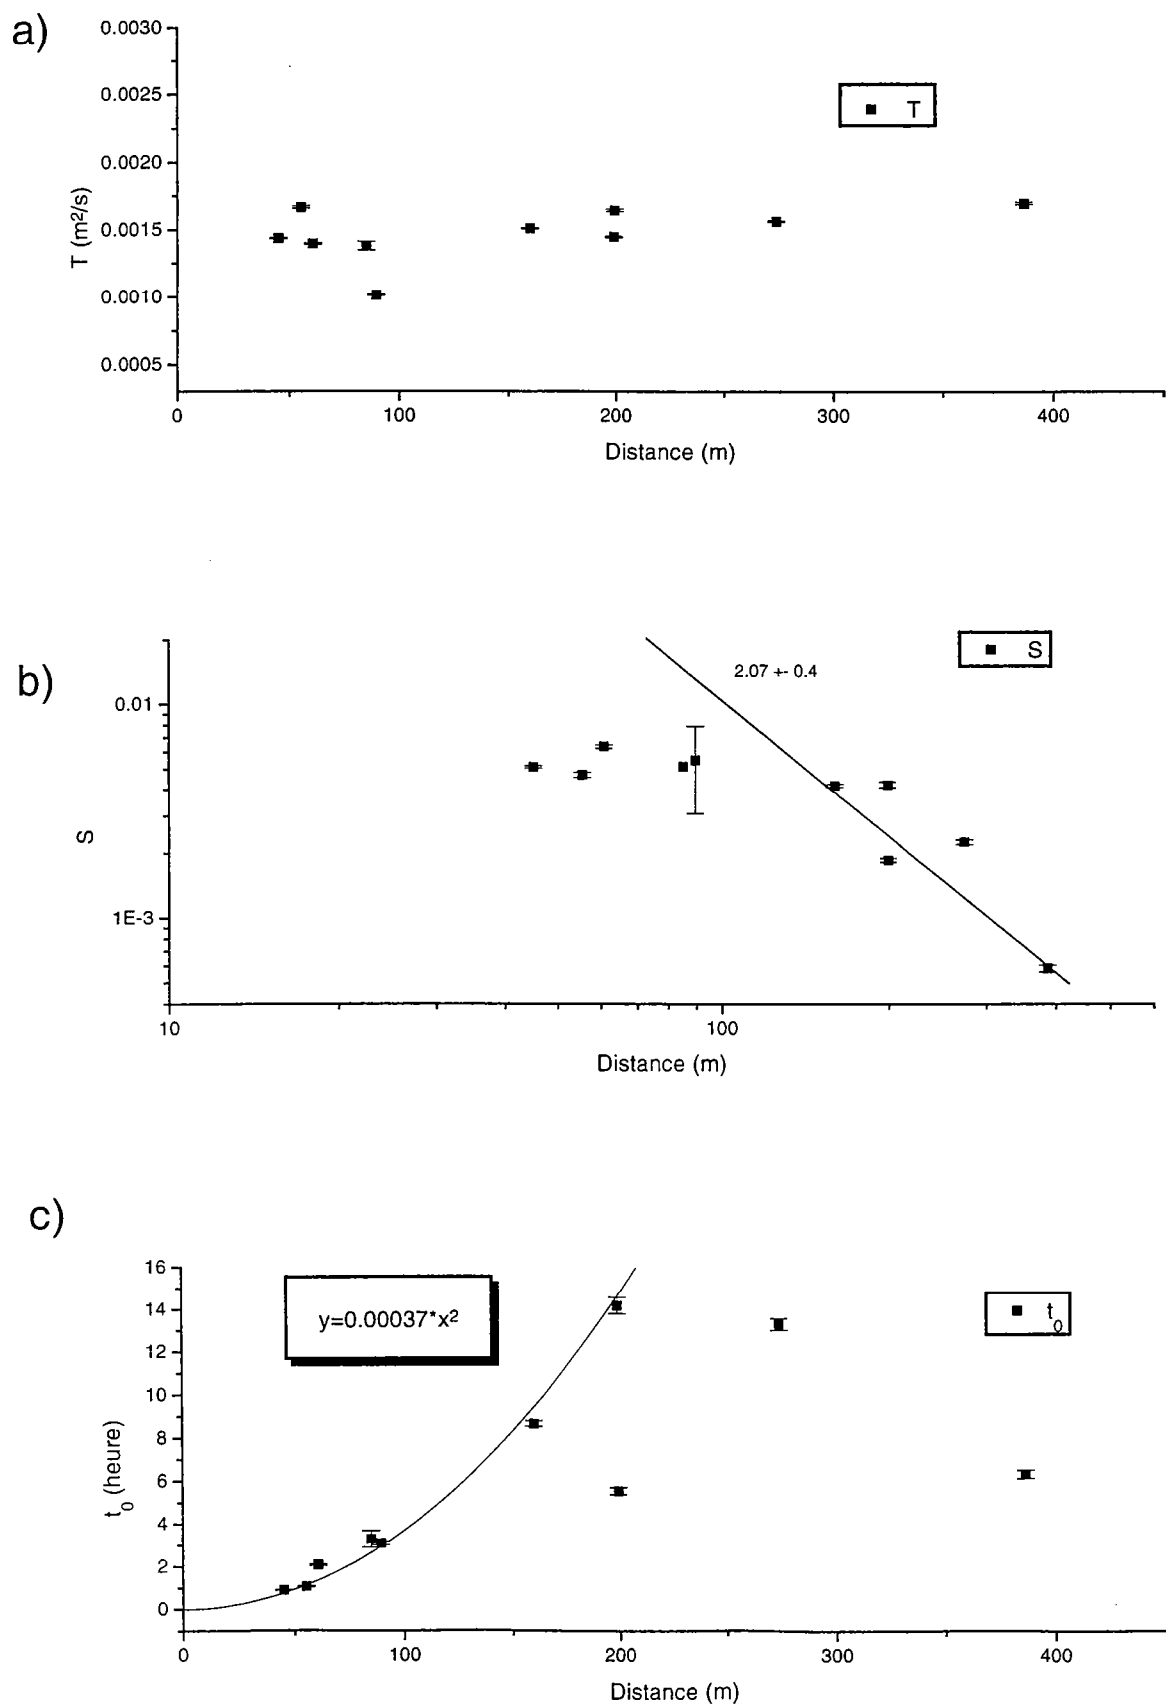 a)
0.0030
0.0025
0.0020
0.0015
0.0010
0.0005
T (m²/s)
T
0 100 200 300 400
Distance (m)
b)
0.01
1E-3
S
S
2.07 +- 0.4
10 100
Distance (m)
c)
16
14
12
10
8
6
4
2
0
t₀ (heure)
y=0.00037*x²
t₀
0 100 200 300 400
Distance (m)